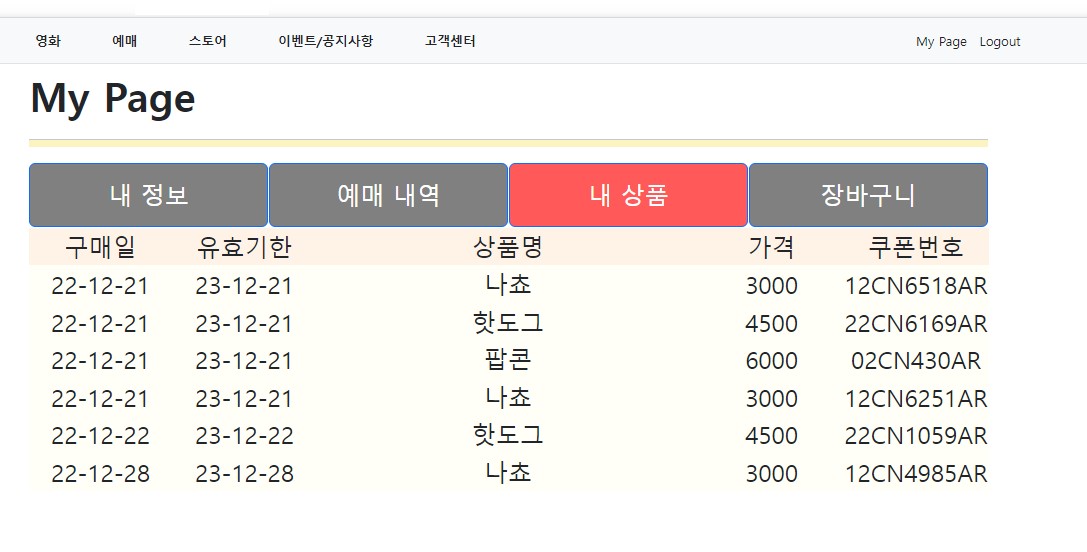 영화 예매 스토어 이벤트/공지사항 고객센터 My Page Logout
My Page
내 정보 예매 내역 내 상품 장바구니
구매일 유효기한 상품명 가격 쿠폰번호
22-12-21 23-12-21 나쵸 3000 12CN6518AR
22-12-21 23-12-21 핫도그 4500 22CN6169AR
22-12-21 23-12-21 팝콘 6000 02CN430AR
22-12-21 23-12-21 나쵸 3000 12CN6251AR
22-12-22 23-12-22 핫도그 4500 22CN1059AR
22-12-28 23-12-28 나쵸 3000 12CN4985AR